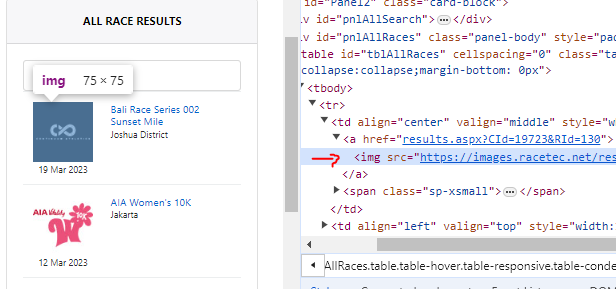 ALL RACE RESULTS
img 75 × 75
Bali Race Series 002
Sunset Mile
Joshua District
19 Mar 2023
AIA Vitality
W
AIA Women's 10K
Jakarta
12 Mar 2023
id="Panel2" class="card-block">
iv id="pnlAllSearch">…</div>
iv id="pnlAllRaces" class="panel-body" style="pad
table id="tblAllRaces" cellspacing="0" class="tab
collapse:collapse;margin-bottom: 0px">
<tbody>
<tr>
<td align="center" valign="middle" style="w
<a href="results.aspx?CId=19723&RId=130">
<img src="https://images.racetec.net/res
</a>
<span class="sp-xsmall">…</span>
</td>
<td align="left" valign="top" style="width:
AllRaces.table.table-hover.table-responsive.table-conde